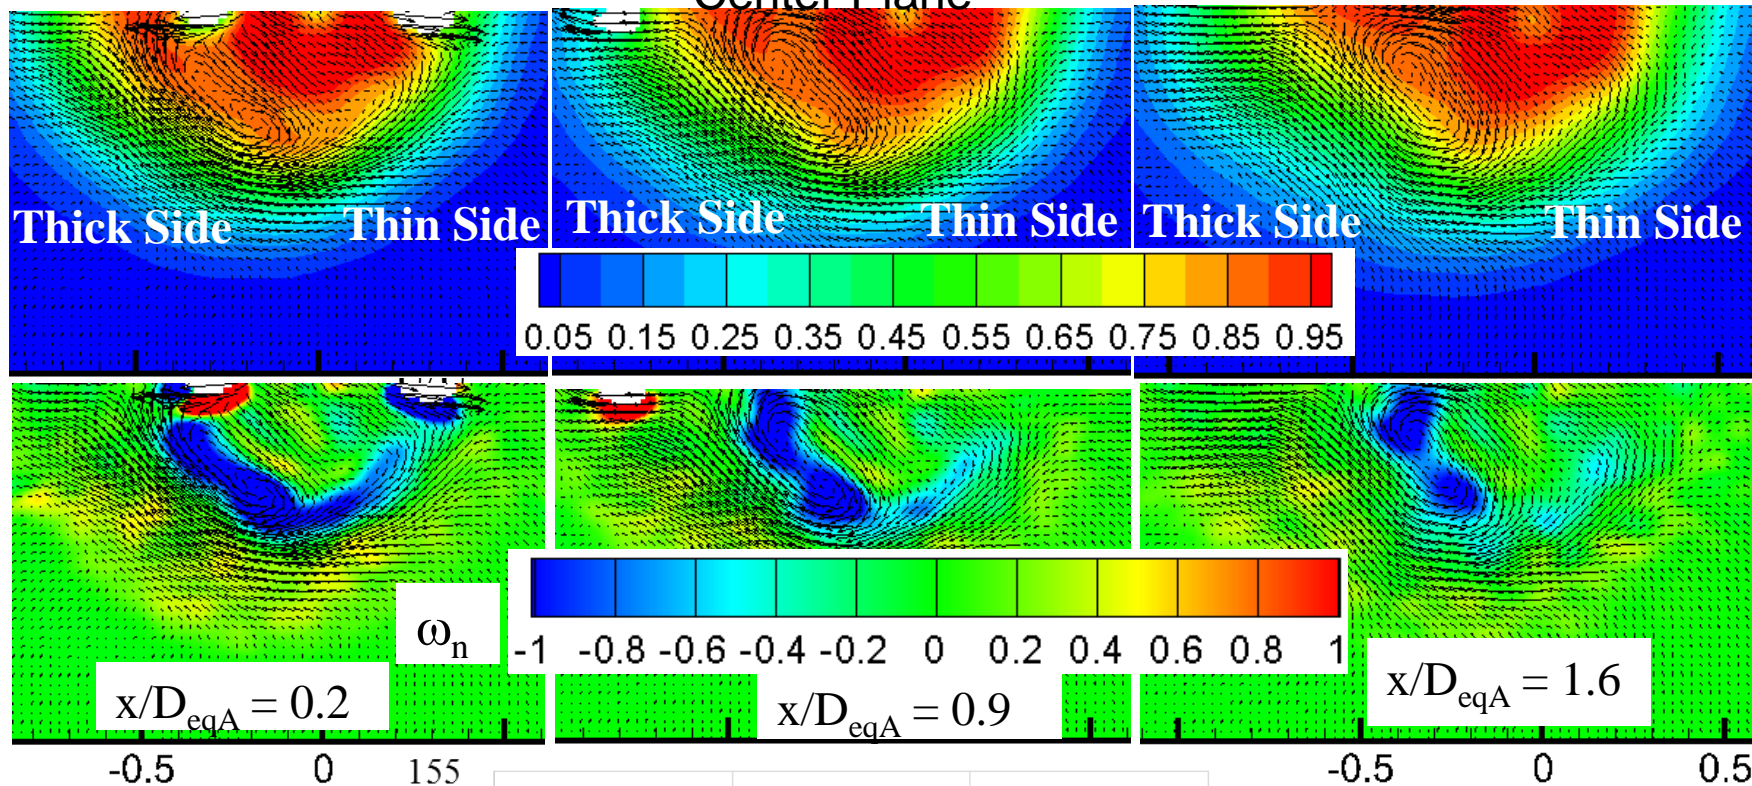 Center Plane
Thick Side Thin Side Thick Side Thin Side Thick Side Thin Side
0.05 0.15 0.25 0.35 0.45 0.55 0.65 0.75 0.85 0.95
ωn -1 -0.8 -0.6 -0.4 -0.2 0 0.2 0.4 0.6 0.8 1
x/DeqA = 0.2 x/DeqA = 0.9 x/DeqA = 1.6
-0.5 0 155 -0.5 0 0.5